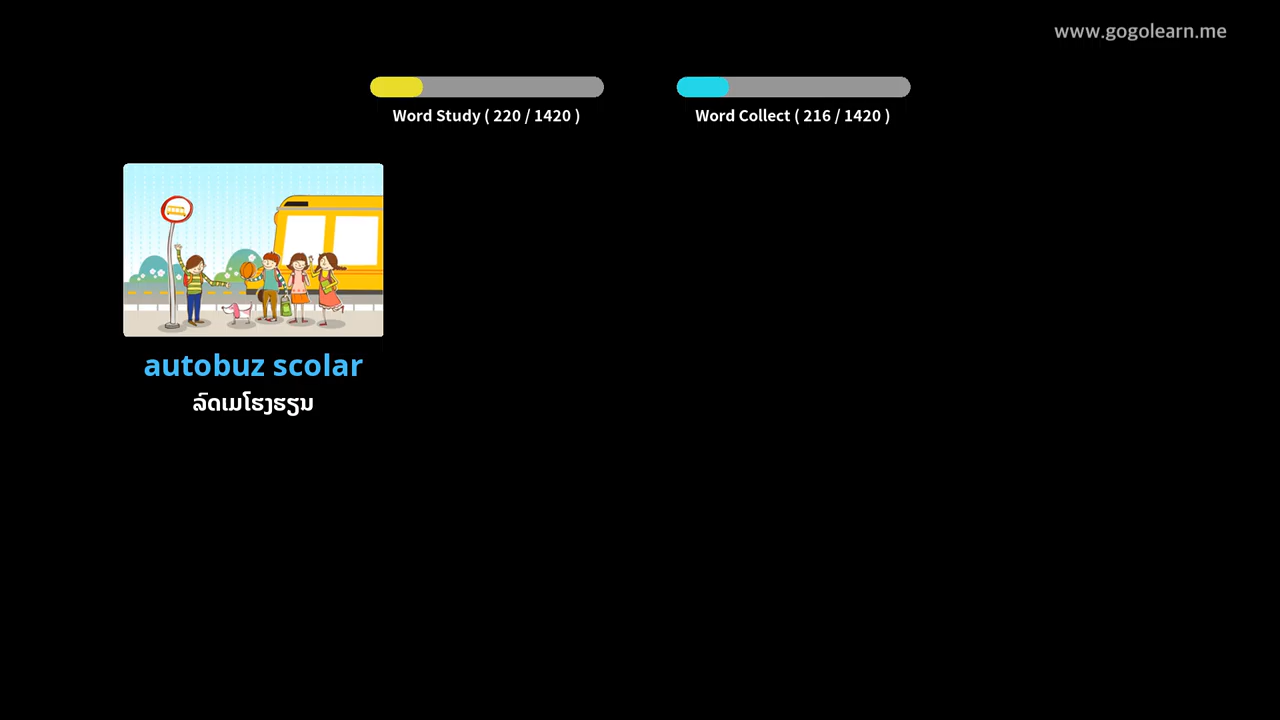 www.gogolearn.me
Word Study ( 220 / 1420 )
Word Collect ( 216 / 1420 )
autobuz scolar
ລົດເມໂຮງຮຽນ